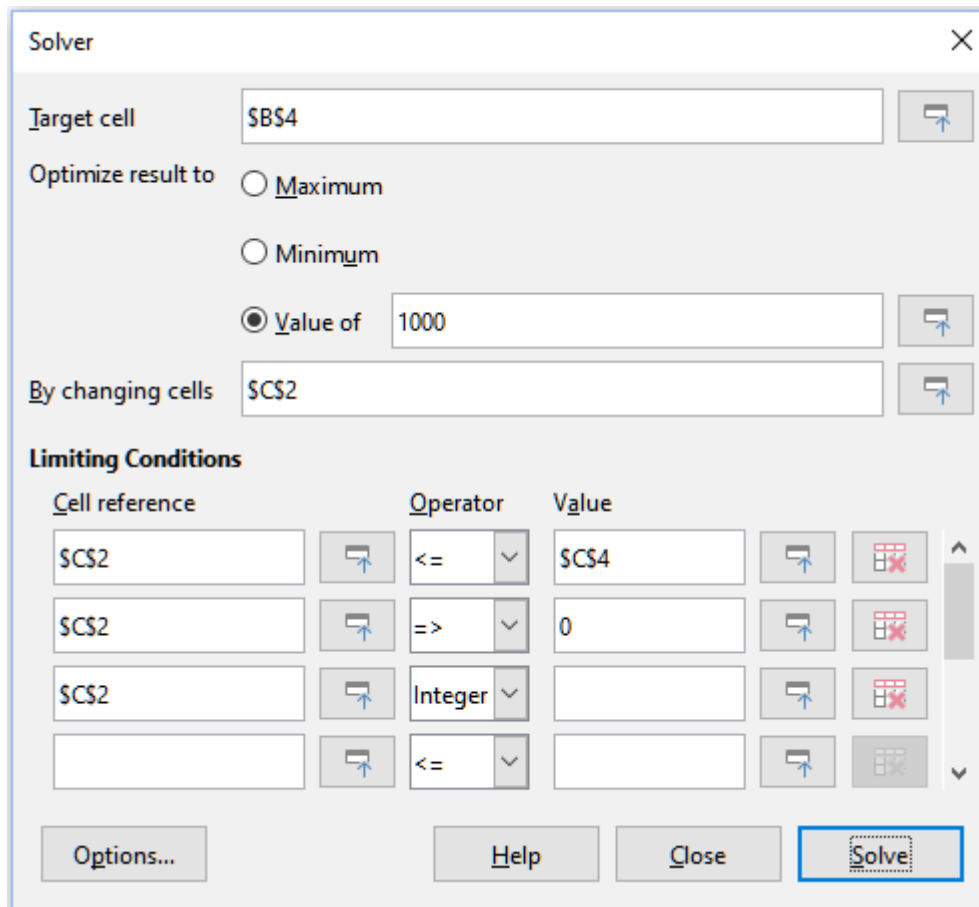 Solver
Target cell $B$4
Optimize result to Maximum
Minimum
Value of 1000
By changing cells $C$2
Limiting Conditions
Cell reference Operator Value
$C$2 <= $C$4
$C$2 => 0
$C$2 Integer
<=
Options... Help Close Solve